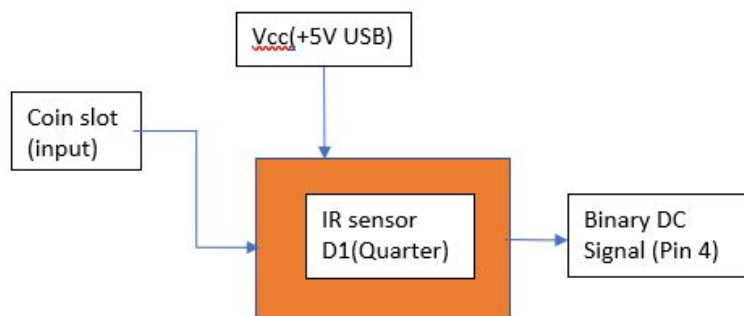 Vcc(+5V USB)
Coin slot
(input)
IR sensor
D1(Quarter)
Binary DC
Signal (Pin 4)